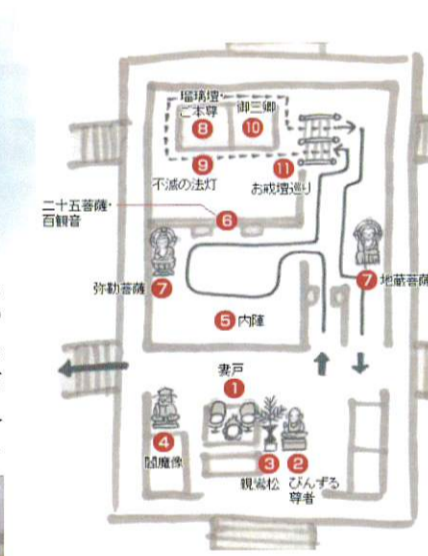 瑠璃壇・
ご本尊
御三卿
8
10
9
不滅の法灯
11
お戒壇巡り
二十五菩薩・
百観音
6
弥勒菩薩
7
7
地蔵菩薩
5
内陣
妻戸
1
4
閻魔像
3
親鸞松
2
びんずる
尊者